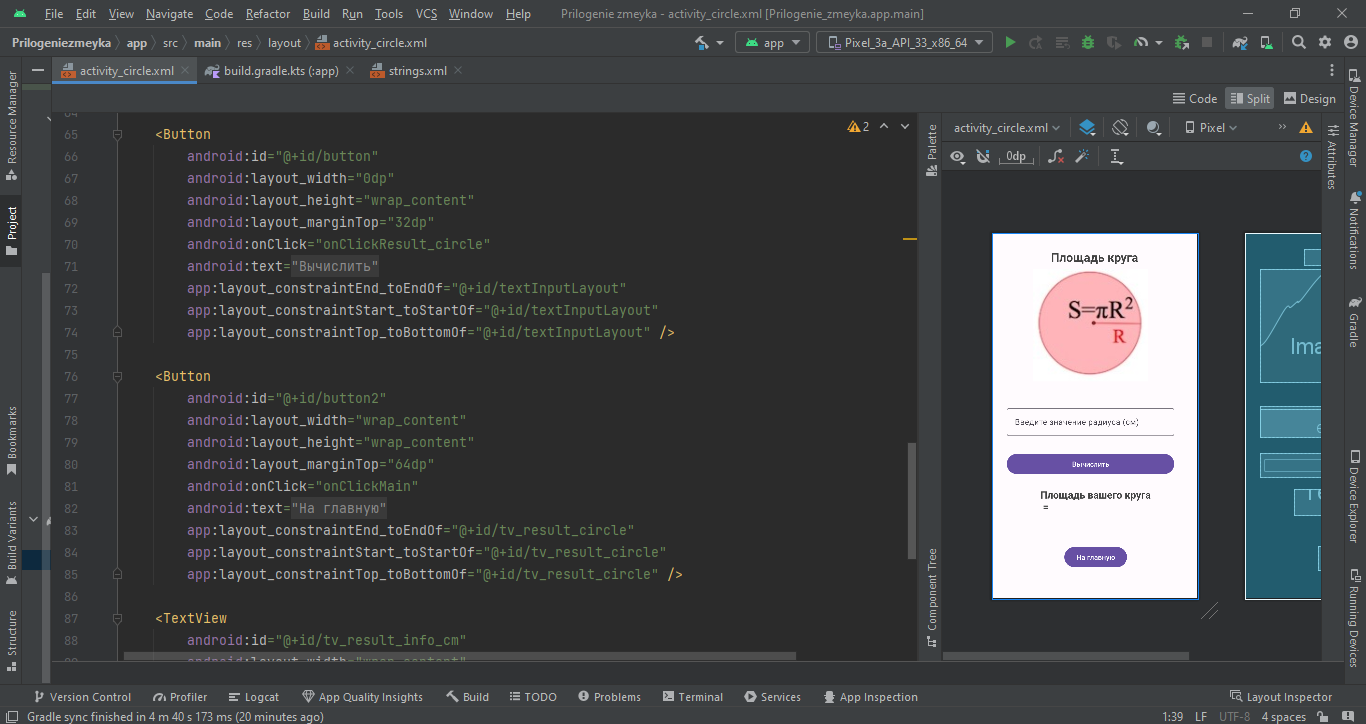 File Edit View Navigate Code Refactor Build Run Tools VCS Window Help Prilogenie zmeyka - activity_circle.xml [Prilogenie_zmeyka.app.main]
Prilogeniezmeyka app src main res layout activity_circle.xml app Pixel_3a_API_33_x86_64
activity_circle.xml build.gradle.kts (:app) strings.xml
Code Split Design
Resource Manager
Project
Bookmarks
Build Variants
Structure
65 <Button
66 android:id="@+id/button"
67 android:layout_width="0dp"
68 android:layout_height="wrap_content"
69 android:layout_marginTop="32dp"
70 android:onClick="onClickResult_circle"
71 android:text="Вычислить"
72 app:layout_constraintEnd_toEndOf="@+id/textInputLayout"
73 app:layout_constraintStart_toStartOf="@+id/textInputLayout"
74 app:layout_constraintTop_toBottomOf="@+id/textInputLayout" />
75
76 <Button
77 android:id="@+id/button2"
78 android:layout_width="wrap_content"
79 android:layout_height="wrap_content"
80 android:layout_marginTop="64dp"
81 android:onClick="onClickMain"
82 android:text="На главную"
83 app:layout_constraintEnd_toEndOf="@+id/tv_result_circle"
84 app:layout_constraintStart_toStartOf="@+id/tv_result_circle"
85 app:layout_constraintTop_toBottomOf="@+id/tv_result_circle" />
86
87 <TextView
88 android:id="@+id/tv_result_info_cm"
android:layout_width="wrap_content"
2
Palette
Component Tree
activity_circle.xml Pixel
0dp
Площадь круга
S=πR²
R
Введите значение радиуса (см)
Вычислить
Площадь вашего круга
=
На главную
Ima
Attributes
Device Manager
Notifications
Gradle
Device Explorer
Running Devices
Version Control Profiler Logcat App Quality Insights Build TODO Problems Terminal Services App Inspection Layout Inspector
Gradle sync finished in 4 m 40 s 173 ms (20 minutes ago) 1:39 LF UTF-8 4 spaces